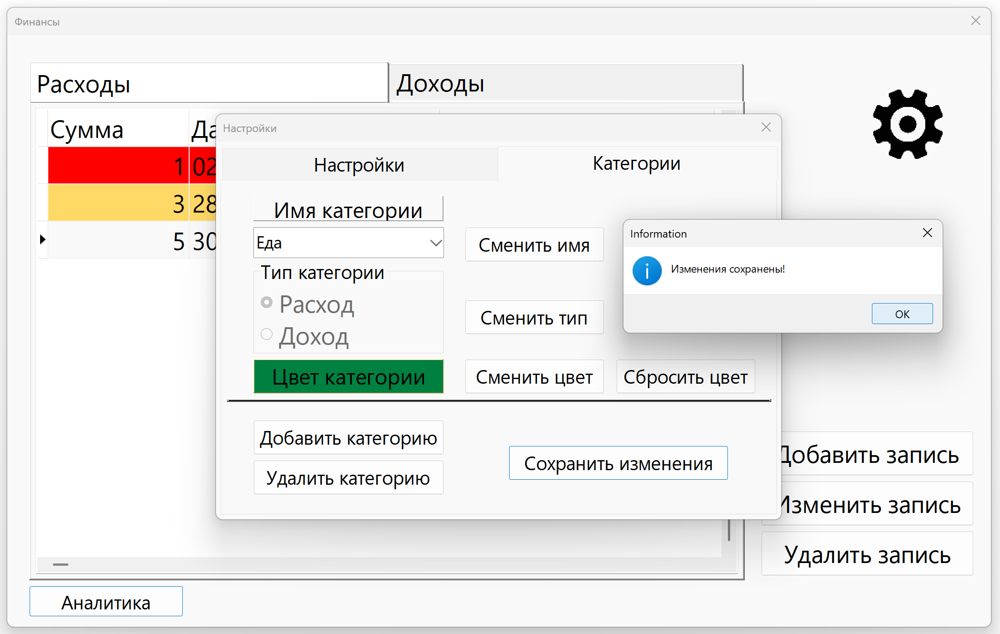 Финансы
Расходы
Доходы
Сумма
Да
1
02
3
28
5
30
Настройки
Настройки
Категории
Имя категории
Еда
Сменить имя
Тип категории
Расход
Доход
Сменить тип
Цвет категории
Сменить цвет
Сбросить цвет
Добавить категорию
Удалить категорию
Сохранить изменения
Information
Изменения сохранены!
OK
Добавить запись
Изменить запись
Удалить запись
Аналитика